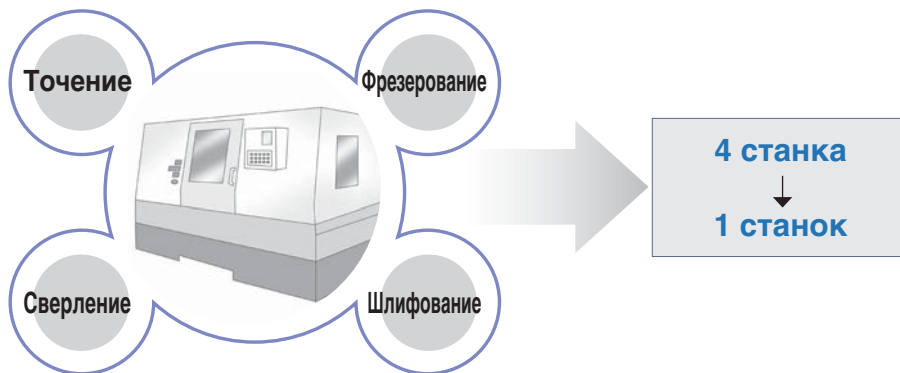 Точение
Фрезерование
Сверление
Шлифование
4 станка
1 станок